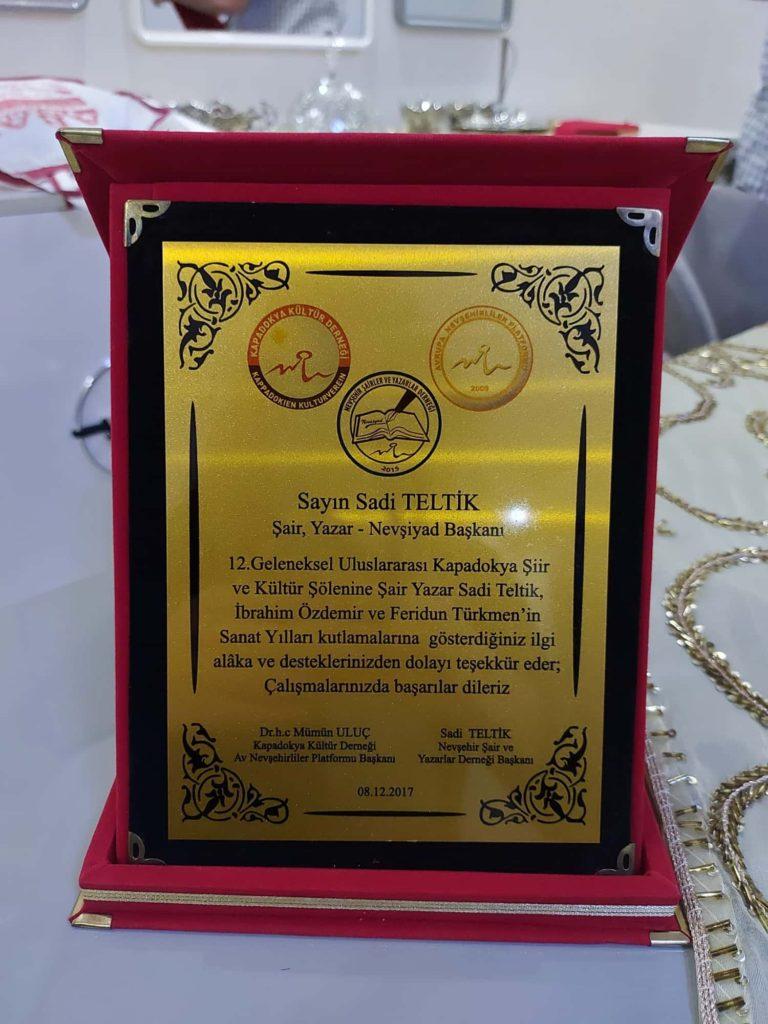 KAPADOKYA KÜLTÜR DERNEĞİ
KAPPADOKIEN KULTURVEREIN
AVRUPA NEVŞEHİRLİLER PLATFORMU
2009
NEVŞEHİR ŞAİRLER VE YAZARLAR DERNEĞİ
Nevşiyad
2015
Sayın Sadi TELTİK
Şair, Yazar - Nevşiyad Başkanı
12.Geleneksel Uluslararası Kapadokya Şiir
ve Kültür Şölenine Şair Yazar Sadi Teltik,
İbrahim Özdemir ve Feridun Türkmen’in
Sanat Yılları kutlamalarına gösterdiğiniz ilgi
alâka ve desteklerinizden dolayı teşekkür eder;
Çalışmalarınızda başarılar dileriz
Dr.h.c Mümün ULUÇ
Kapadokya Kültür Derneği
Av Nevşehirliler Platformu Başkanı
Sadi TELTİK
Nevşehir Şair ve
Yazarlar Derneği Başkanı
08.12.2017